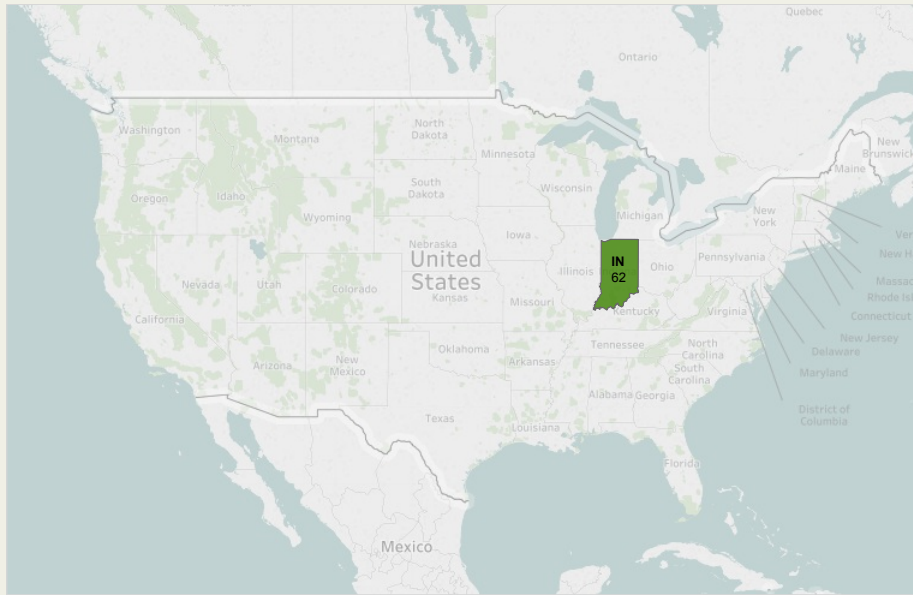 Quebec
Ontario
Washington
Montana
North
Dakota
Minnesota
New
Brunswick
Maine
Oregon
Idaho
South
Dakota
Wisconsin
Michigan
New
York
Wyoming
Iowa
Nebraska
United
States
IN
62
Illinois
Ohio
Pennsylvania
Nevada
Utah
Colorado
Kansas
Missouri
Kentucky
Virginia
California
Oklahoma
Arkansas
Tennessee
North
Carolina
South
Carolina
Arizona
New
Mexico
Texas
Louisiana
Alabama
Georgia
Florida
Ver
New H
Massac
Rhode Isl
Connecticut
New Jersey
Delaware
Maryland
District of
Columbia
Mexico